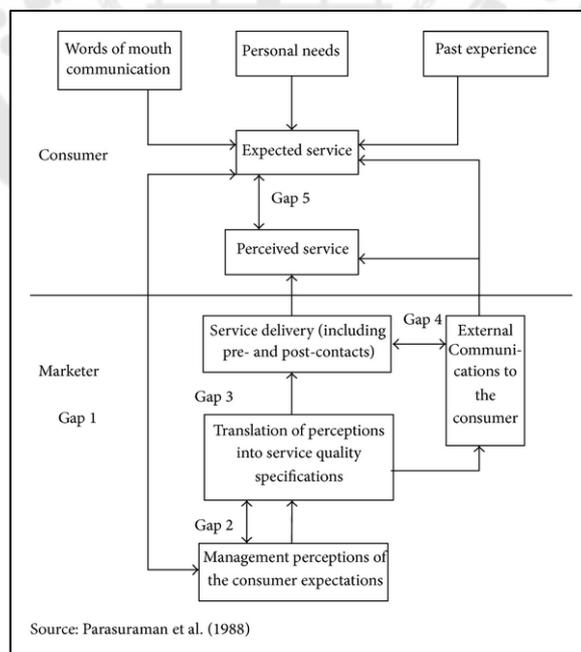 Words of mouth
communication
Personal needs
Past experience
Consumer
Expected service
Gap 5
Perceived service
Service delivery (including
pre- and post-contacts)
Gap 4
External
Communi-
cations to
the
consumer
Marketer
Gap 1
Gap 3
Translation of perceptions
into service quality
specifications
Gap 2
Management perceptions of
the consumer expectations
Source: Parasuraman et al. (1988)